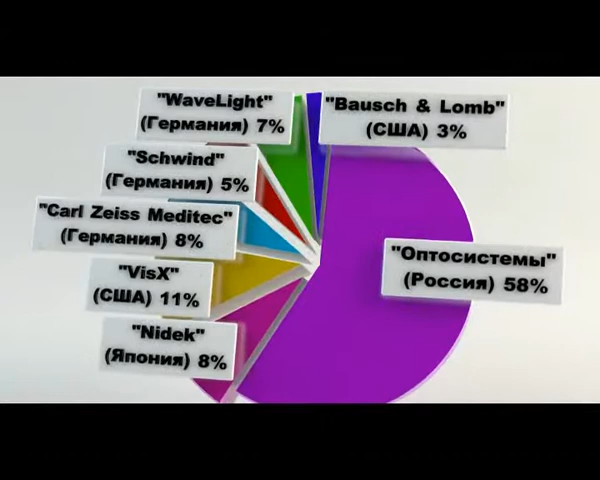 "WaveLight"
(Германия) 7%
"Bausch & Lomb"
(США) 3%
"Schwind"
(Германия) 5%
"Carl Zeiss Meditec"
(Германия) 8%
"Оптосистемы"
(Россия) 58%
"VisX"
(США) 11%
"Nidek"
(Япония) 8%